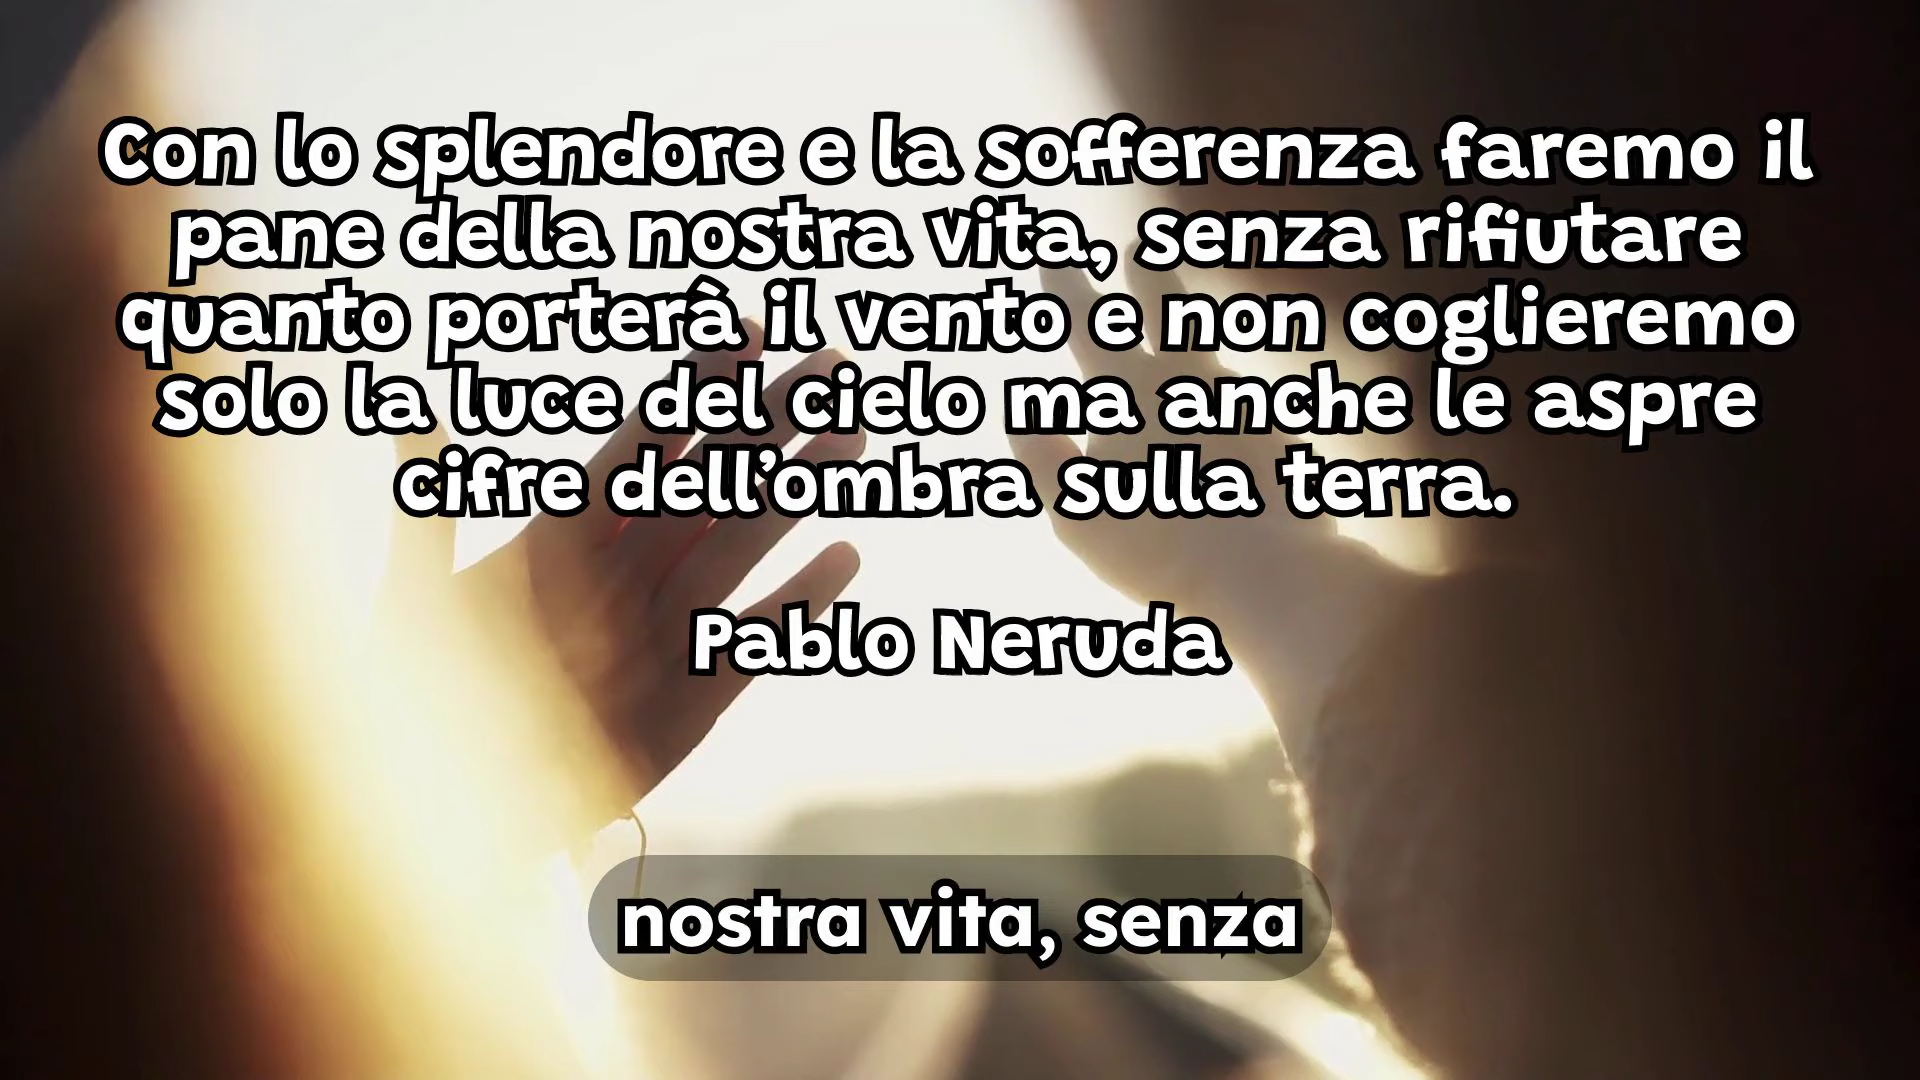 Con lo splendore e la sofferenza faremo il
pane della nostra vita, senza rifiutare
quanto porterà il vento e non coglieremo
solo la luce del cielo ma anche le aspre
cifre dell’ombra sulla terra.
Pablo Neruda
nostra vita, senza